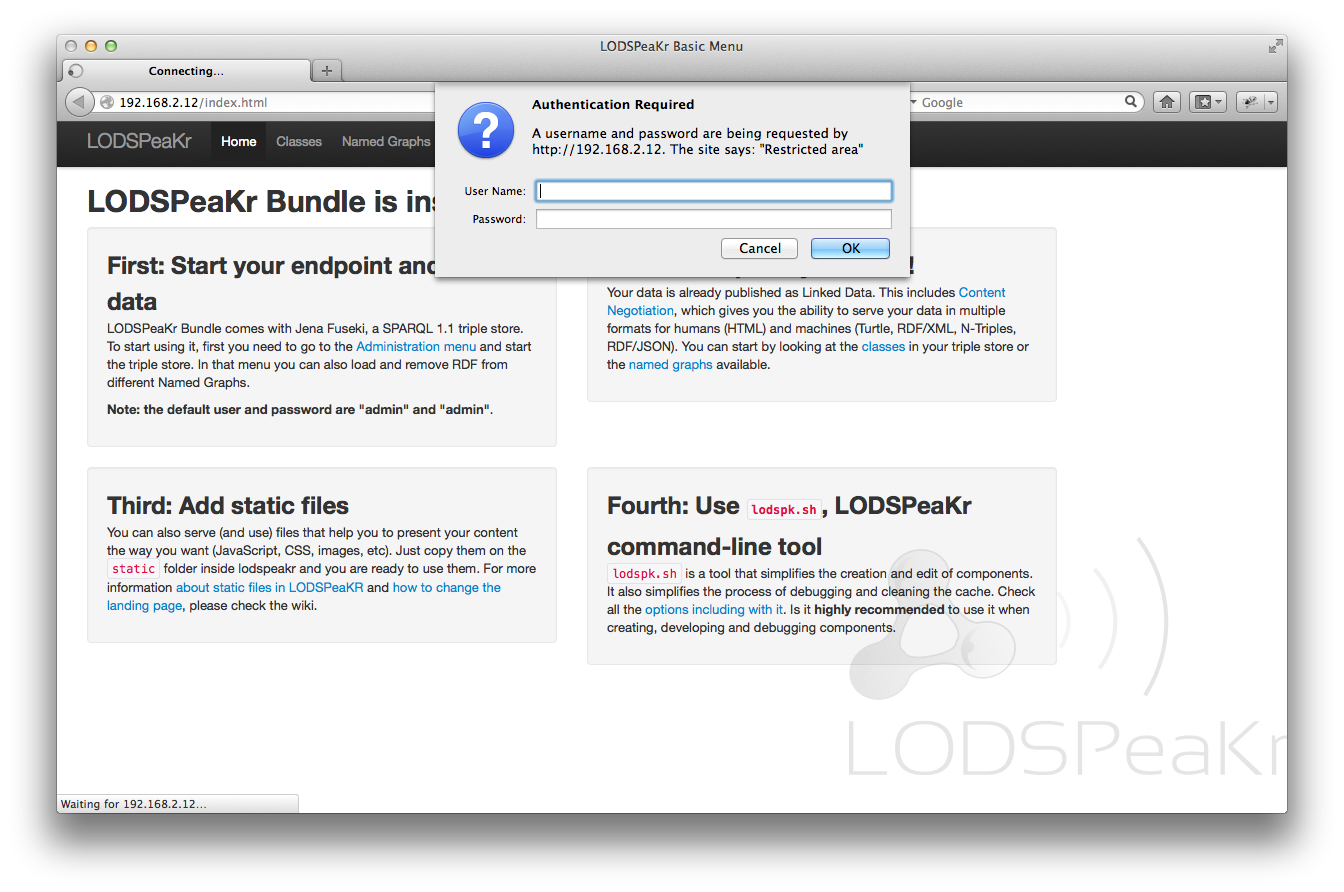 LODSPeaKr Basic Menu
Connecting...
192.168.2.12/index.html
Google
LODSPeaKr Home Classes Named Graphs
Authentication Required
A username and password are being requested by
http://192.168.2.12. The site says: "Restricted area"
User Name:
Password:
Cancel OK
LODSPeaKr Bundle is
First: Start your endpoint
data
LODSPeaKr Bundle comes with Jena Fuseki, a SPARQL 1.1 triple store.
To start using it, first you need to go to the Administration menu and start
the triple store. In that menu you can also load and remove RDF from
different Named Graphs.
Note: the default user and password are "admin" and "admin".
!
Your data is already published as Linked Data. This includes Content
Negotiation, which gives you the ability to serve your data in multiple
formats for humans (HTML) and machines (Turtle, RDF/XML, N-Triples,
RDF/JSON). You can start by looking at the classes in your triple store or
the named graphs available.
Third: Add static files
You can also serve (and use) files that help you to present your content
the way you want (JavaScript, CSS, images, etc). Just copy them on the
static folder inside lodspeakr and you are ready to use them. For more
information about static files in LODSPeaKR and how to change the
landing page, please check the wiki.
Fourth: Use lodspk.sh, LODSPeaKr
command-line tool
lodspk.sh is a tool that simplifies the creation and edit of components.
It also simplifies the process of debugging and cleaning the cache. Check
all the options including with it. Is it highly recommended to use it when
creating, developing and debugging components.
LODSPeaKr
Waiting for 192.168.2.12...